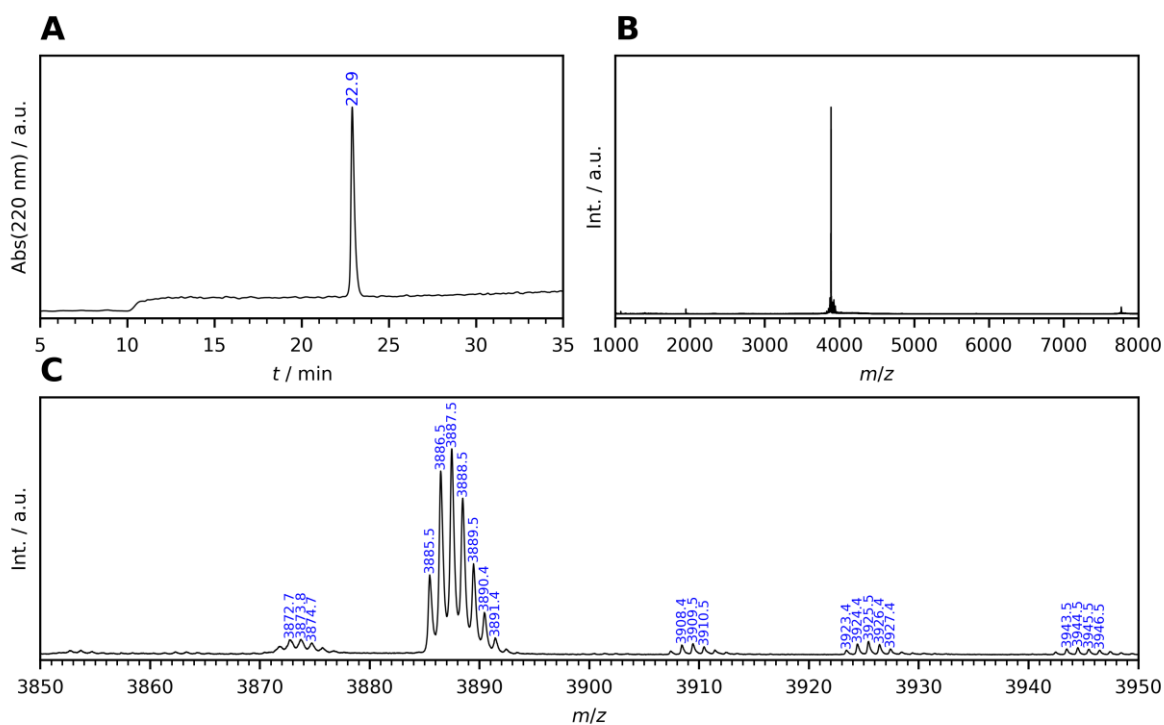 A
B
22.9
Abs(220 nm) / a.u.
Int. / a.u.
5 10 15 20 25 30 35
t / min
1000 2000 3000 4000 5000 6000 7000 8000
m/z
C
3872.7
3873.8
3874.7
3885.5
3886.5
3887.5
3888.5
3889.5
3890.4
3891.4
3908.4
3909.5
3910.5
3923.4
3924.4
3925.5
3926.4
3927.4
3943.5
3944.5
3945.5
3946.5
Int. / a.u.
3850 3860 3870 3880 3890 3900 3910 3920 3930 3940 3950
m/z